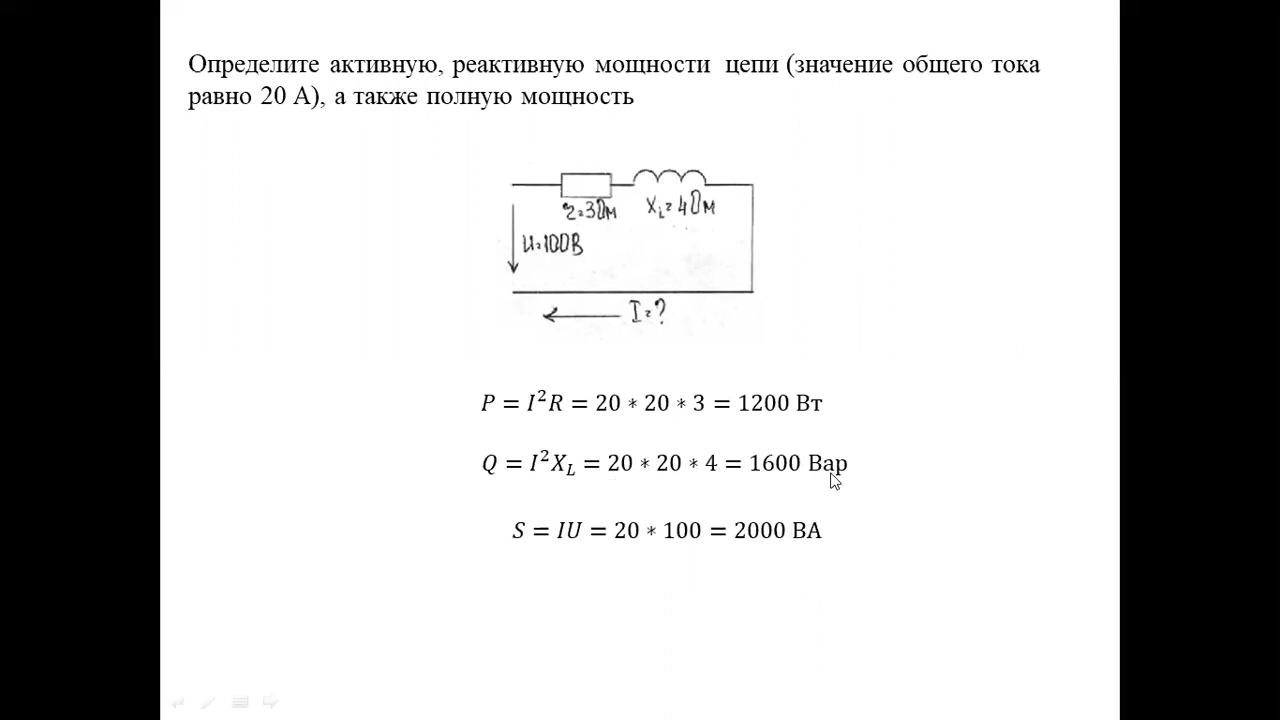 Определите активную, реактивную мощности цепи (значение общего тока
равно 20 А), а также полную мощность
r=3Ом
XL=4Ом
U=100В
I=?
P = I²R = 20 ∗ 20 ∗ 3 = 1200 Вт
Q = I²X_L = 20 ∗ 20 ∗ 4 = 1600 Вар
S = IU = 20 ∗ 100 = 2000 ВА